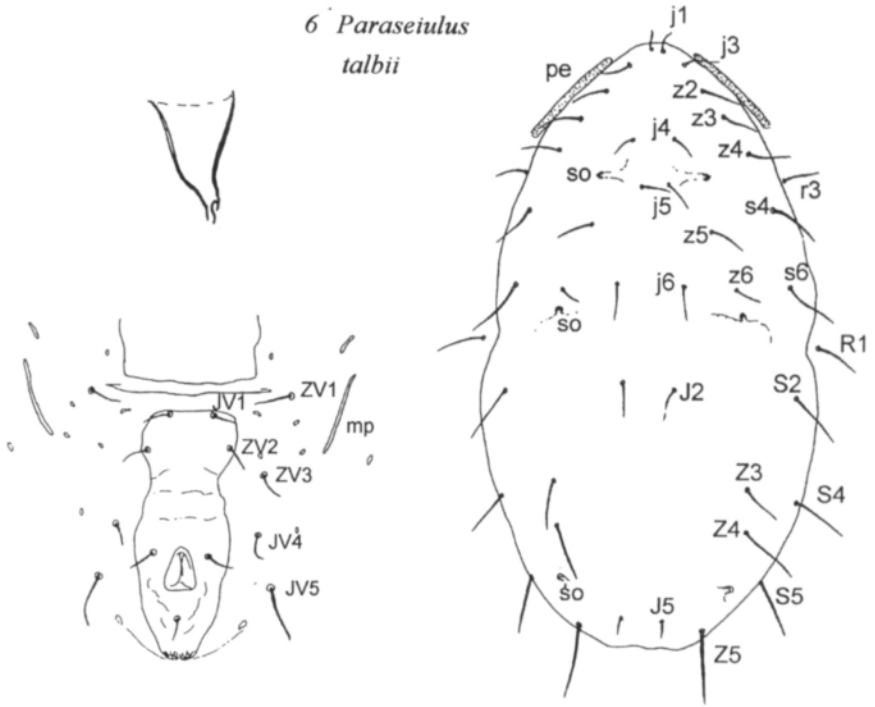 6 Paraseiulus
talbii
j1
j3
pe
z2
z3
j4
z4
so
r3
j5
s4
z5
s6
j6
z6
so
R1
ZV1
JV1
J2
S2
mp
ZV2
ZV3
Z3
S4
Z4
JV4
JV5
so
J5
S5
Z5